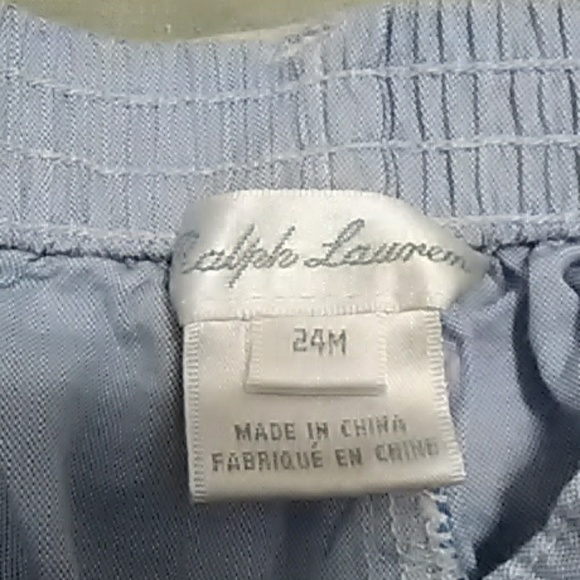 Ralph Lauren
24M
MADE IN CHINA
FABRIQUÉ EN CHINE